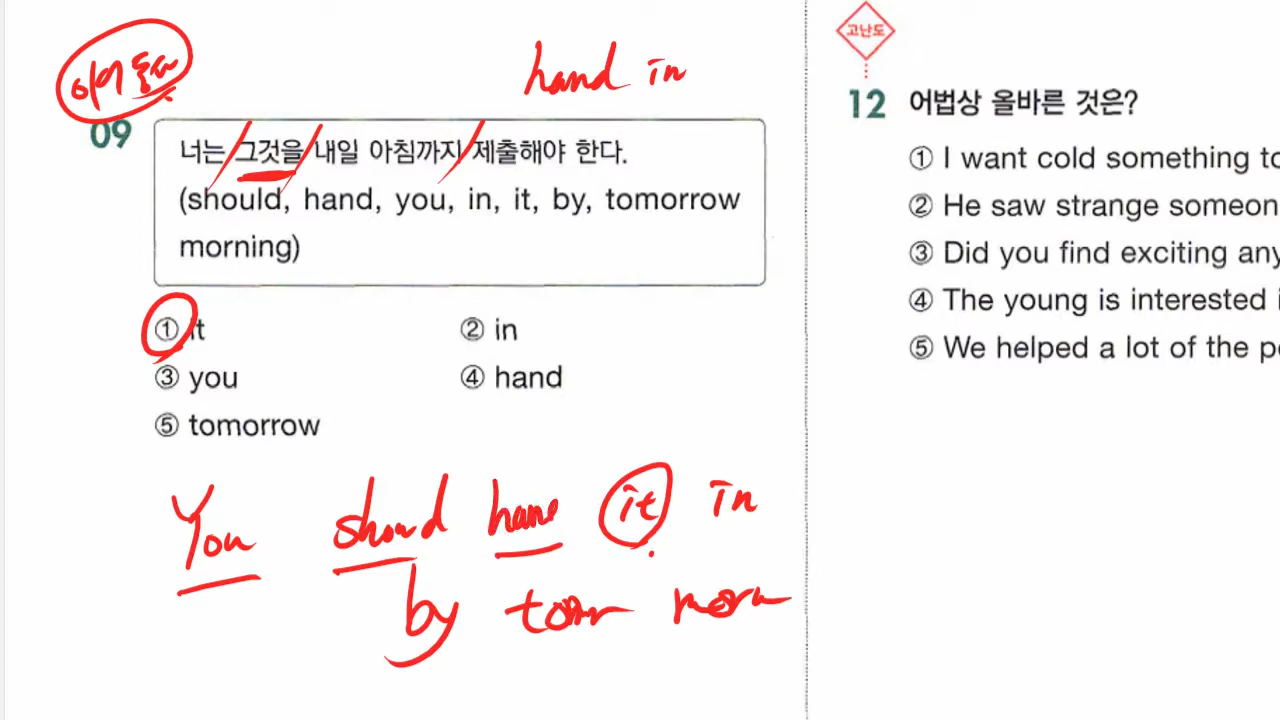 이어동사
hand in
09
너는 그것을 내일 아침까지 제출해야 한다.
(should, hand, you, in, it, by, tomorrow
morning)
① it
② in
③ you
④ hand
⑤ tomorrow
You should it in
by
고난도
12 어법상 올바른 것은?
① I want cold something to
② He saw strange someon
③ Did you find exciting any
④ The young is interested i
⑤ We helped a lot of the pe